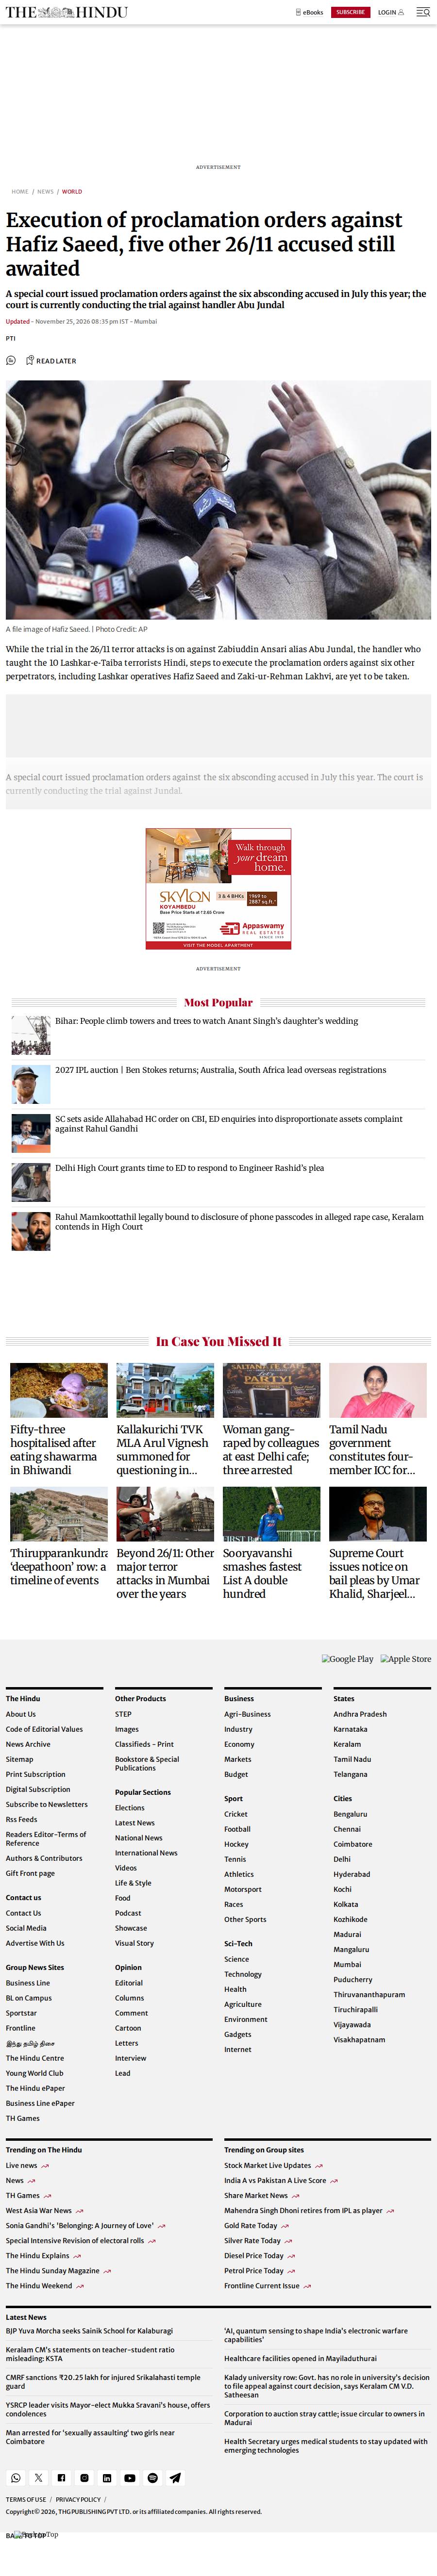 THE HINDU
eBooks
SUBSCRIBE
LOGIN
ADVERTISEMENT
HOME / NEWS / WORLD
Execution of proclamation orders against
Hafiz Saeed, five other 26/11 accused still
awaited
A special court issued proclamation orders against the six absconding accused in July this year; the
court is currently conducting the trial against handler Abu Jundal
Updated - November 25, 2026 08:35 pm IST - Mumbai
PTI
READ LATER
A file image of Hafiz Saeed. | Photo Credit: AP
While the trial in the 26/11 terror attacks is on against Zabiuddin Ansari alias Abu Jundal, the handler who
taught the 10 Lashkar-e-Taiba terrorists Hindi, steps to execute the proclamation orders against six other
perpetrators, including Lashkar operatives Hafiz Saeed and Zaki-ur-Rehman Lakhvi, are yet to be taken.
A special court issued proclamation orders against the six absconding accused in July this year. The court is
currently conducting the trial against Jundal.
Walk through
your dream
home.
SKYLON
KOYAMBEDU
Base Price Starts at ₹3.65 Crore
3 & 4 BHKs
1969 to
2887 sq.ft.*
Appaswamy
REAL ESTATES
VISIT THE MODEL APARTMENT
ADVERTISEMENT
Most Popular
Bihar: People climb towers and trees to watch Anant Singh's daughter's wedding
2027 IPL auction | Ben Stokes returns; Australia, South Africa lead overseas registrations
SC sets aside Allahabad HC order on CBI, ED enquiries into disproportionate assets complaint
against Rahul Gandhi
Delhi High Court grants time to ED to respond to Engineer Rashid's plea
Rahul Mamkoottathil legally bound to disclosure of phone passcodes in alleged rape case, Keralam
contends in High Court
In Case You Missed It
Fifty-three
hospitalised after
eating shawarma
in Bhiwandi
Kallakurichi TVK
MLA Arul Vignesh
summoned for
questioning in...
Woman gang-
raped by colleagues
at east Delhi cafe;
three arrested
Tamil Nadu
government
constitutes four-
member ICC for...
Thirupparankundra
'deepathoon' row: a
timeline of events
Beyond 26/11: Other
major terror
attacks in Mumbai
over the years
Sooryavanshi
smashes fastest
List A double
hundred
Supreme Court
issues notice on
bail pleas by Umar
Khalid, Sharjeel...
Google Play
Apple Store
The Hindu
About Us
Code of Editorial Values
News Archive
Sitemap
Print Subscription
Digital Subscription
Subscribe to Newsletters
Rss Feeds
Readers Editor-Terms of
Reference
Authors & Contributors
Gift Front page
Contact us
Contact Us
Social Media
Advertise With Us
Group News Sites
Business Line
BL on Campus
Sportstar
Frontline
இந்து தமிழ் திசை
The Hindu Centre
Young World Club
The Hindu ePaper
Business Line ePaper
TH Games
Other Products
STEP
Images
Classifieds - Print
Bookstore & Special
Publications
Popular Sections
Elections
Latest News
National News
International News
Videos
Life & Style
Food
Podcast
Showcase
Visual Story
Opinion
Editorial
Columns
Comment
Cartoon
Letters
Interview
Lead
Business
Agri-Business
Industry
Economy
Markets
Budget
Sport
Cricket
Football
Hockey
Tennis
Athletics
Motorsport
Races
Other Sports
Sci-Tech
Science
Technology
Health
Agriculture
Environment
Gadgets
Internet
States
Andhra Pradesh
Karnataka
Keralam
Tamil Nadu
Telangana
Cities
Bengaluru
Chennai
Coimbatore
Delhi
Hyderabad
Kochi
Kolkata
Kozhikode
Madurai
Mangaluru
Mumbai
Puducherry
Thiruvananthapuram
Tiruchirapalli
Vijayawada
Visakhapatnam
Trending on The Hindu
Live news
News
TH Games
West Asia War News
Sonia Gandhi's 'Belonging: A Journey of Love'
Special Intensive Revision of electoral rolls
The Hindu Explains
The Hindu Sunday Magazine
The Hindu Weekend
Trending on Group sites
Stock Market Live Updates
India A vs Pakistan A Live Score
Share Market News
Mahendra Singh Dhoni retires from IPL as player
Gold Rate Today
Silver Rate Today
Diesel Price Today
Petrol Price Today
Frontline Current Issue
Latest News
BJP Yuva Morcha seeks Sainik School for Kalaburagi
Keralam CM's statements on teacher-student ratio
misleading: KSTA
CMRF sanctions ₹20.25 lakh for injured Srikalahasti temple
guard
YSRCP leader visits Mayor-elect Mukka Sravani's house, offers
condolences
Man arrested for 'sexually assaulting' two girls near
Coimbatore
'AI, quantum sensing to shape India's electronic warfare
capabilities'
Healthcare facilities opened in Mayiladuthurai
Kalady university row: Govt. has no role in university's decision
to file appeal against court decision, says Keralam CM V.D.
Satheesan
Corporation to auction stray cattle; issue circular to owners in
Madurai
Health Secretary urges medical students to stay updated with
emerging technologies
TERMS OF USE / PRIVACY POLICY /
Copyright© 2026, THG PUBLISHING PVT LTD. or its affiliated companies. All rights reserved.
BACK TO TOP
Back to Top